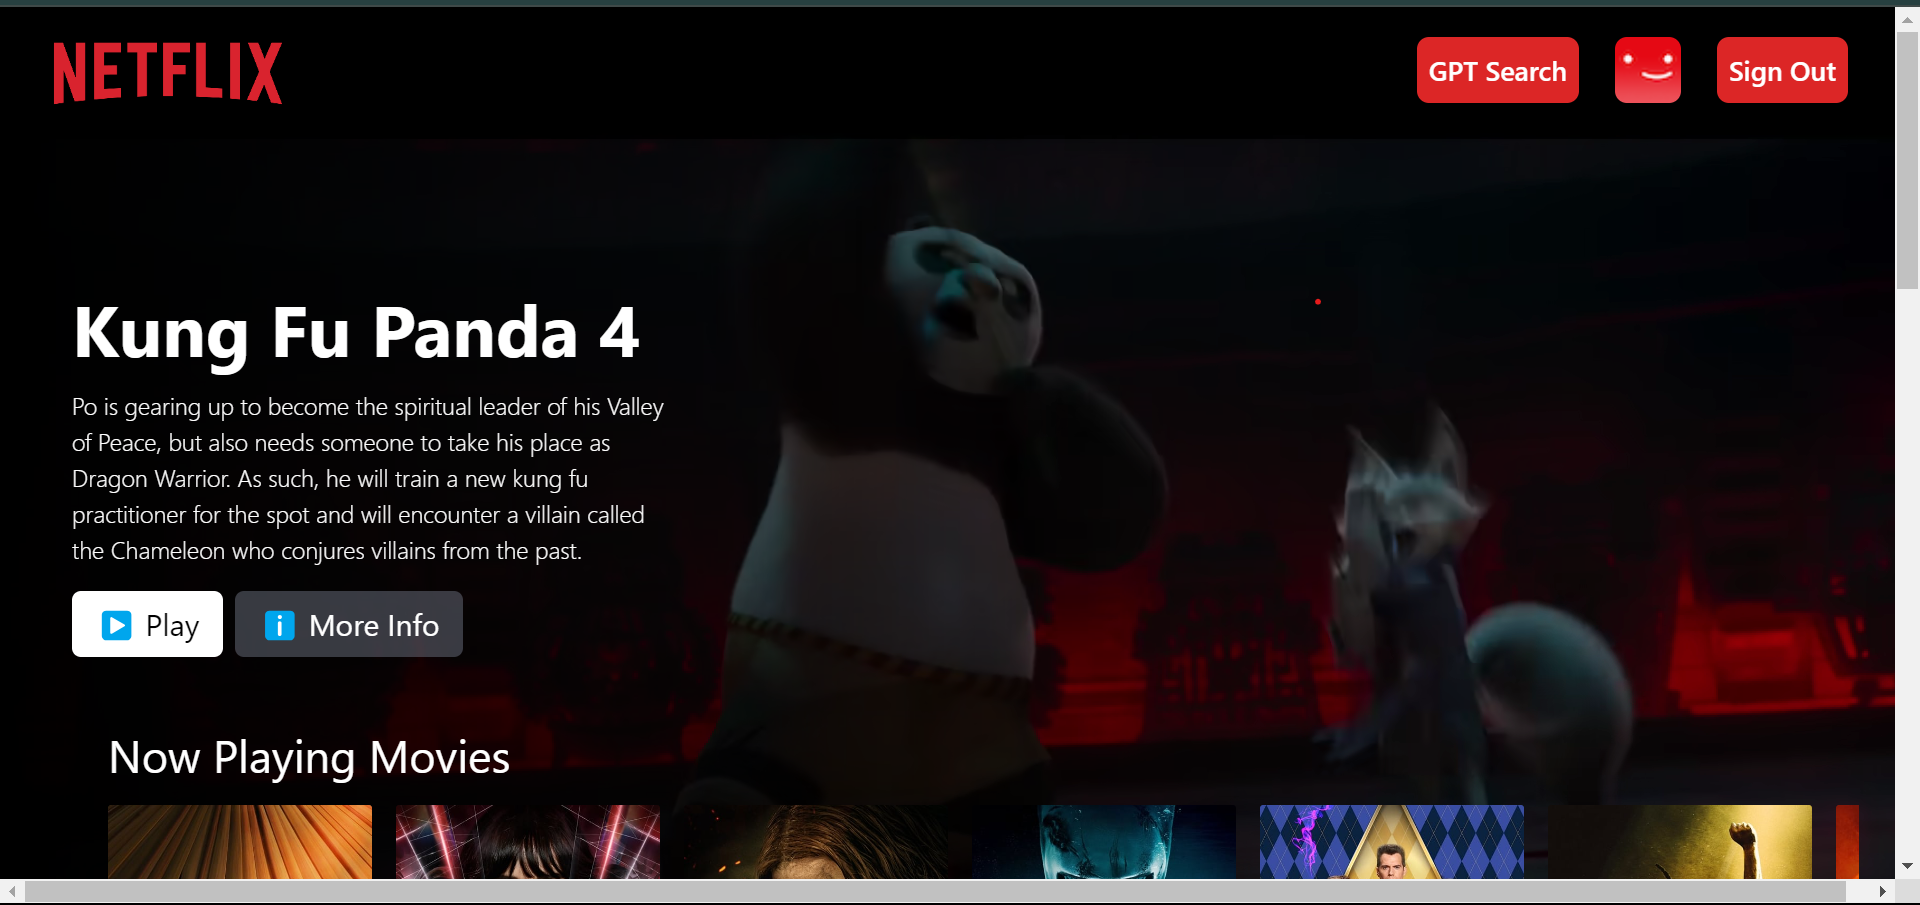 NETFLIX
GPT Search
Sign Out
Kung Fu Panda 4
Po is gearing up to become the spiritual leader of his Valley
of Peace, but also needs someone to take his place as
Dragon Warrior. As such, he will train a new kung fu
practitioner for the spot and will encounter a villain called
the Chameleon who conjures villains from the past.
Play
More Info
Now Playing Movies